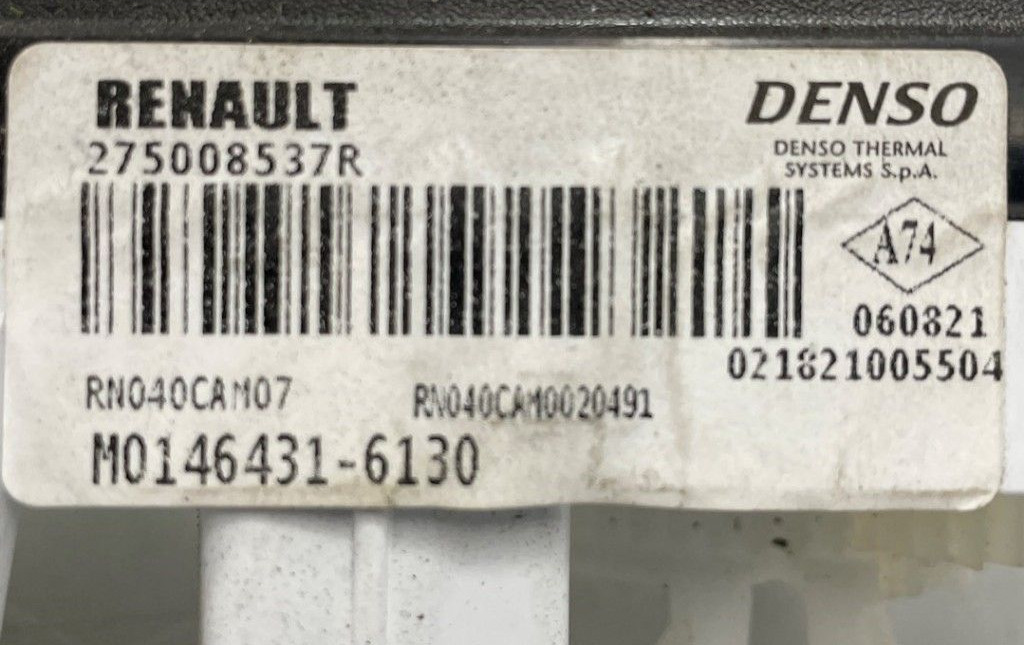 RENAULT
275008537R
DENSO
DENSO THERMAL
SYSTEMS S.p.A.
A74
060821
021821005504
RN040CAM07
RN040CAM0020491
M0146431-6130